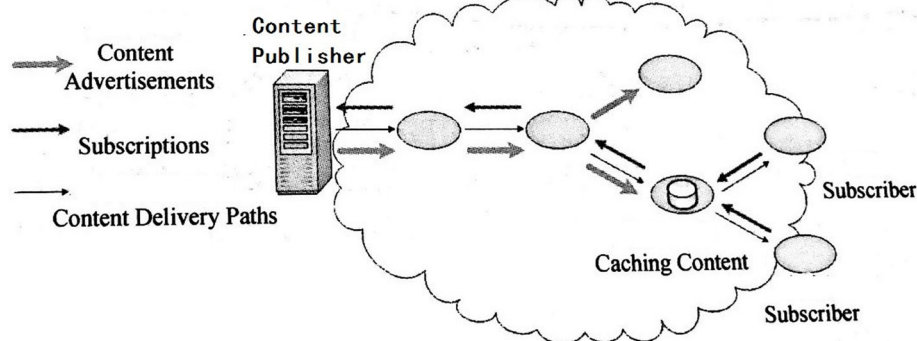 Content
Publisher
Content
Advertisements
Subscriptions
Content Delivery Paths
Subscriber
Caching Content
Subscriber